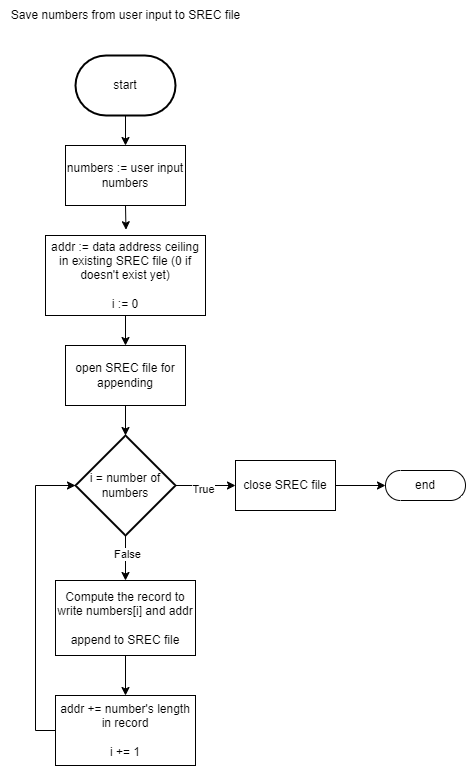 Save numbers from user input to SREC file
start
numbers := user input
numbers
addr := data address ceiling
in existing SREC file (0 if
doesn't exist yet)
i := 0
open SREC file for
appending
i = number of
numbers
True
close SREC file
end
False
Compute the record to
write numbers[i] and addr
append to SREC file
addr += number's length
in record
i += 1